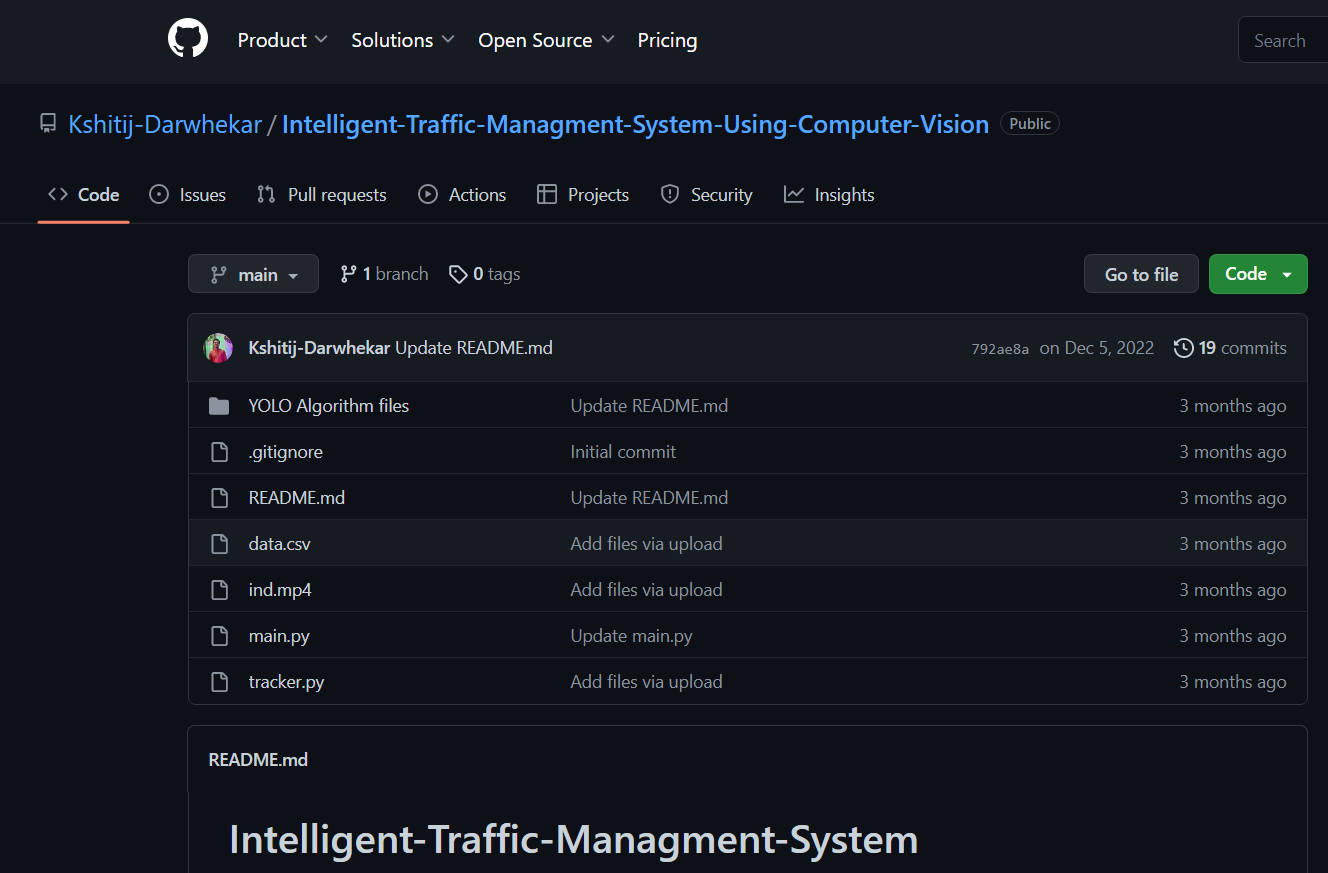 Product Solutions Open Source Pricing Search
Kshitij-Darwhekar / Intelligent-Traffic-Managment-System-Using-Computer-Vision Public
Code Issues Pull requests Actions Projects Security Insights
main 1 branch 0 tags Go to file Code
Kshitij-Darwhekar Update README.md 792ae8a on Dec 5, 2022 19 commits
YOLO Algorithm files Update README.md 3 months ago
.gitignore Initial commit 3 months ago
README.md Update README.md 3 months ago
data.csv Add files via upload 3 months ago
ind.mp4 Add files via upload 3 months ago
main.py Update main.py 3 months ago
tracker.py Add files via upload 3 months ago
README.md
Intelligent-Traffic-Managment-System